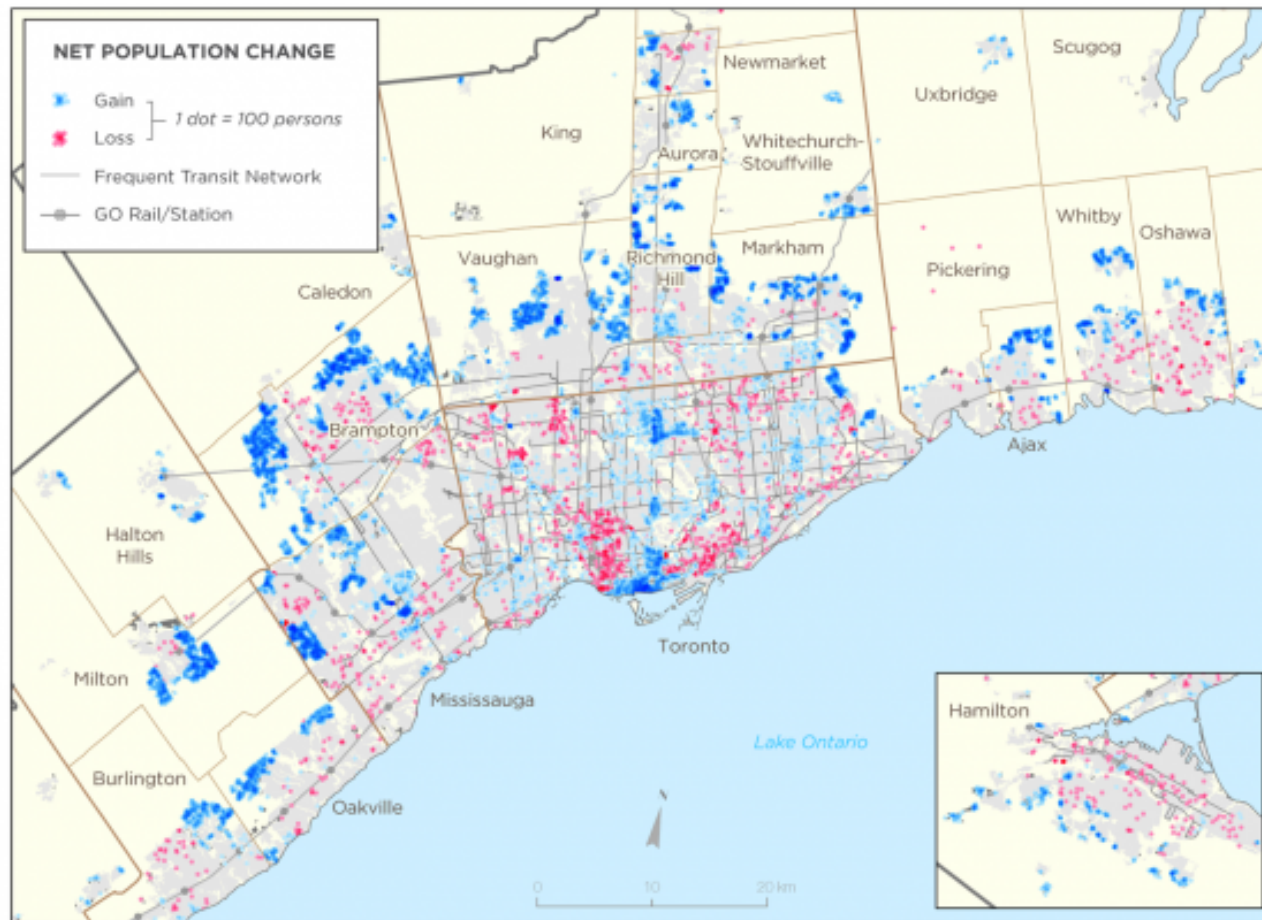 NET POPULATION CHANGE
Gain
Loss
1 dot = 100 persons
Frequent Transit Network
GO Rail/Station
Scugog
Newmarket
Uxbridge
King
Aurora
Whitechurch-
Stouffville
Whitby
Oshawa
Vaughan
Richmond
Hill
Markham
Pickering
Caledon
Brampton
Ajax
Halton
Hills
Toronto
Milton
Mississauga
Hamilton
Lake Ontario
Burlington
Oakville
N
0 10 20 km